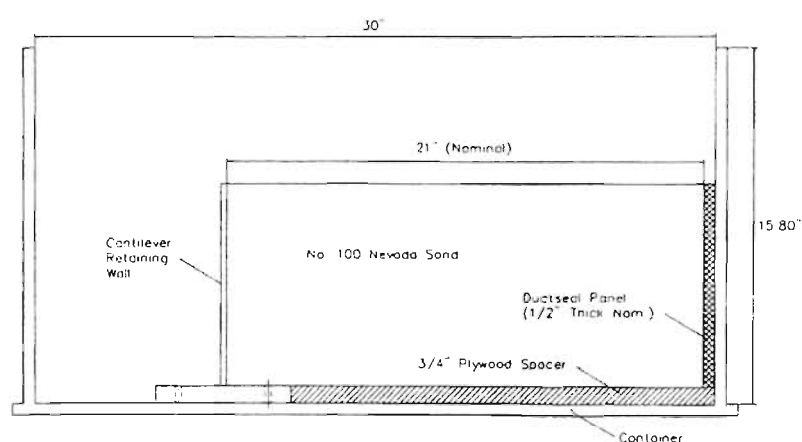 30"
21" (Nominal)
15.80"
Cantilever
Retaining
Wall
No. 100 Nevada Sand
Ductseal Panel
(1/2" Thick Nom.)
3/4" Plywood Spacer
Container